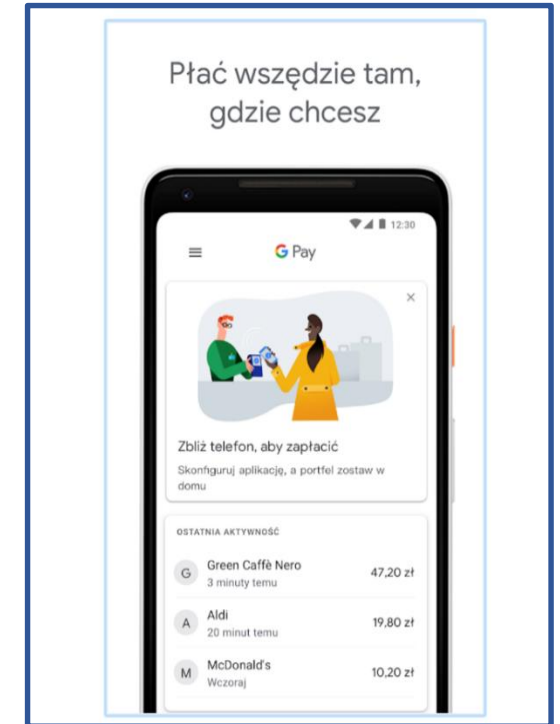 Płać wszędzie tam,
gdzie chcesz
12:30
G Pay
Zbliż telefon, aby zapłacić
Skonfiguruj aplikację, a portfel zostaw w
domu
OSTATNIA AKTYWNOŚĆ
G Green Caffè Nero 47,20 zł
3 minuty temu
A Aldi 19,80 zł
20 minut temu
M McDonald's 10,20 zł
Wczoraj